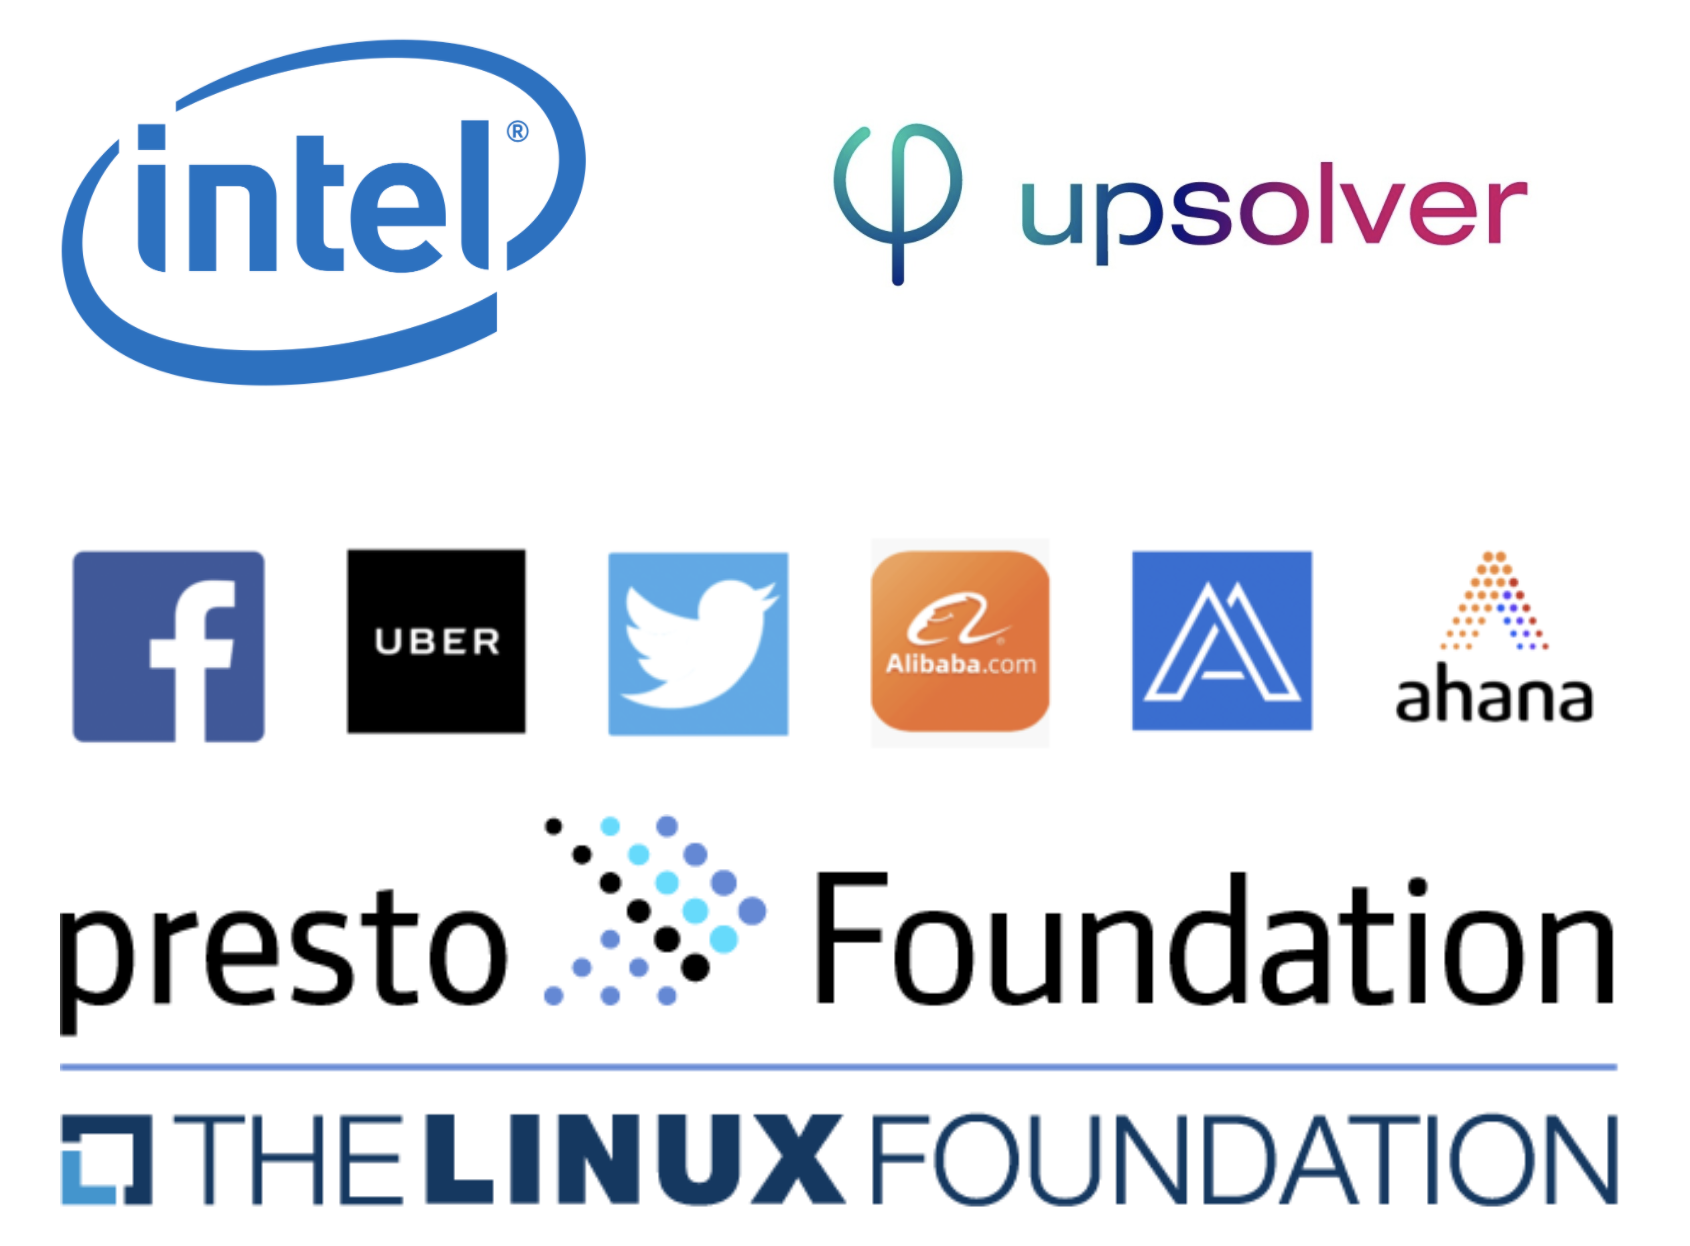 intel®
upsolver
UBER
Alibaba.com
ahana
presto Foundation
THE LINUX FOUNDATION